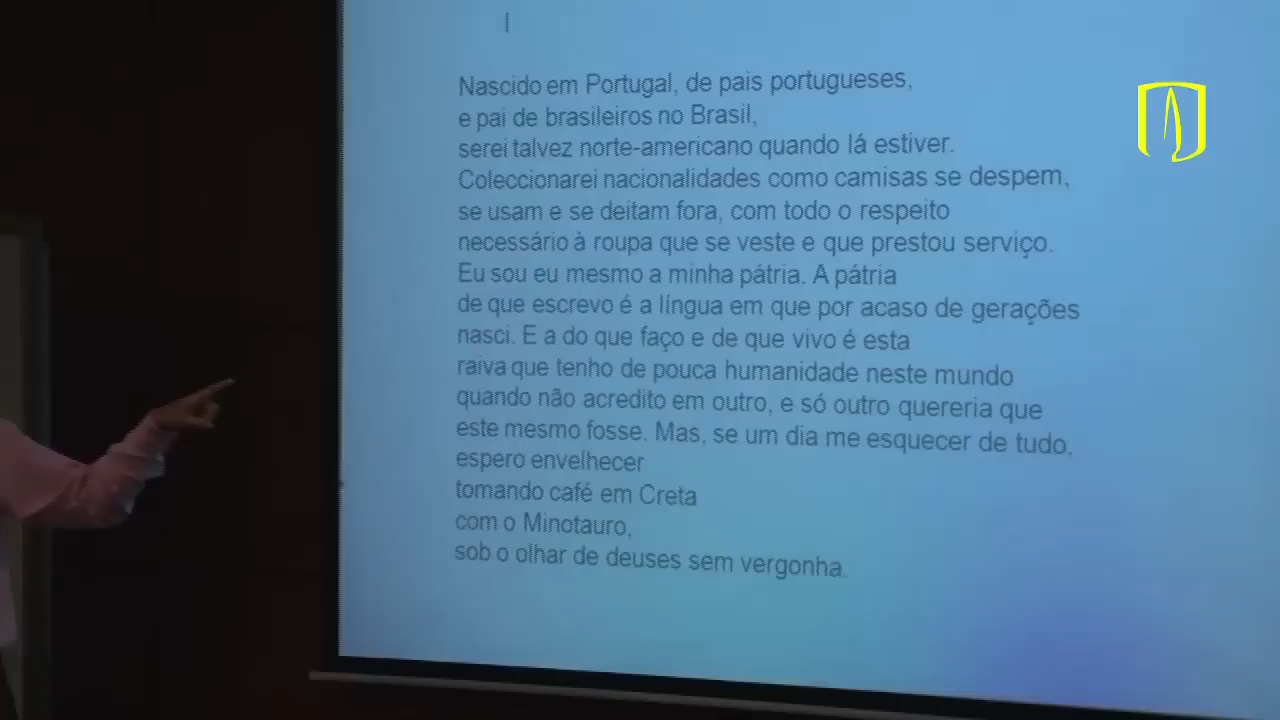 I
Nascido em Portugal, de pais portugueses,
e pai de brasileiros no Brasil,
serei talvez norte-americano quando lá estiver.
Coleccionarei nacionalidades como camisas se despem,
se usam e se deitam fora, com todo o respeito
necessário à roupa que se veste e que prestou serviço.
Eu sou eu mesmo a minha pátria. A pátria
de que escrevo é a língua em que por acaso de gerações
nasci. E a do que faço e de que vivo é esta
raiva que tenho de pouca humanidade neste mundo
quando não acredito em outro, e só outro quereria que
este mesmo fosse. Mas, se um dia me esquecer de tudo,
espero envelhecer
tomando café em Creta
com o Minotauro,
sob o olhar de deuses sem vergonha.